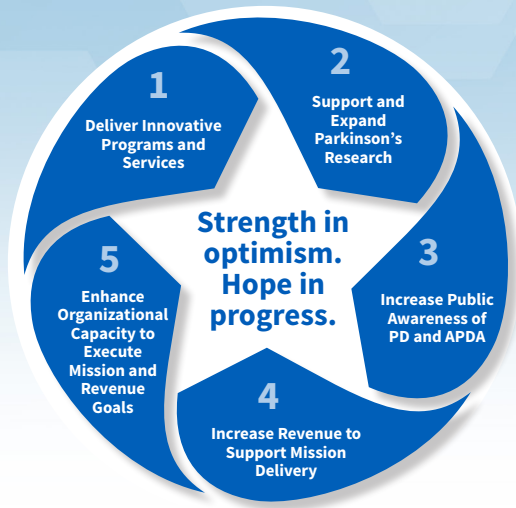 1
Deliver Innovative
Programs and
Services
2
Support and
Expand
Parkinson's
Research
3
Increase Public
Awareness of
PD and APDA
4
Increase Revenue to
Support Mission
Delivery
5
Enhance
Organizational
Capacity to
Execute
Mission and
Revenue
Goals
Strength in
optimism.
Hope in
progress.